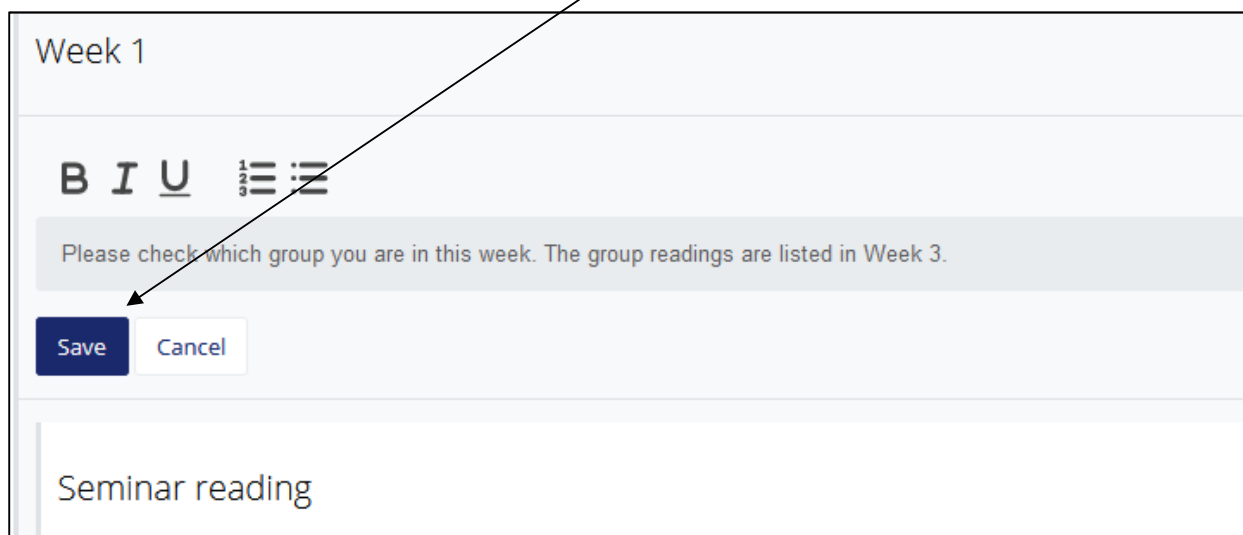 Week 1
B I U
Please check which group you are in this week. The group readings are listed in Week 3.
Save Cancel
Seminar reading